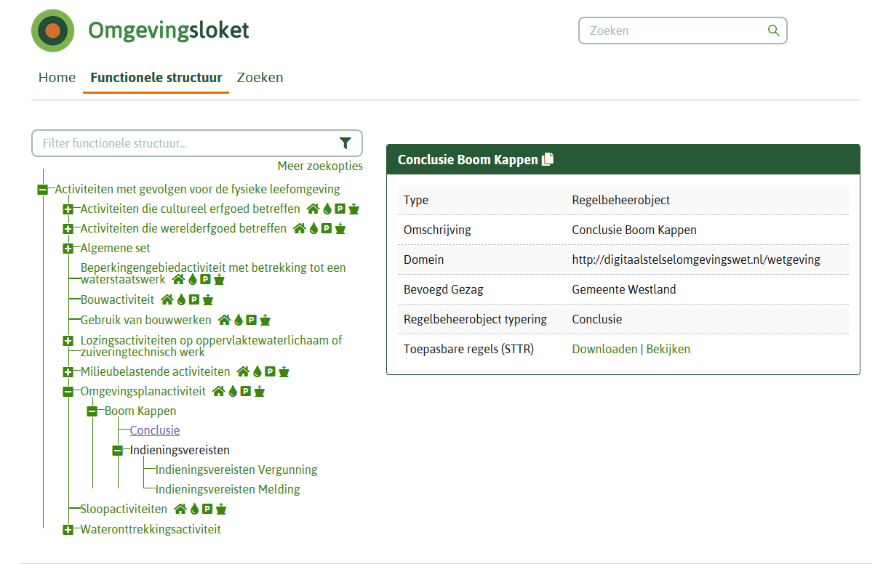 Omgevingsloket
Zoeken
Home Functionele structuur Zoeken
Filter functionele structuur...
Meer zoekopties
Activiteiten met gevolgen voor de fysieke leefomgeving
Activiteiten die cultureel erfgoed betreffen
Activiteiten die werelderfgoed betreffen
Algemene set
Beperkingengebiedactiviteit met betrekking tot een
waterstaatswerk
Bouwactiviteit
Gebruik van bouwwerken
Lozingsactiviteiten op oppervlaktewaterlichaam of
zuiveringtechnisch werk
Milieubelastende activiteiten
Omgevingsplanactiviteit
Boom Kappen
Conclusie
Indieningsvereisten
Indieningsvereisten Vergunning
Indieningsvereisten Melding
Sloopactiviteiten
Wateronttrekkingsactiviteit
Conclusie Boom Kappen
Type Regelbeheerobject
Omschrijving Conclusie Boom Kappen
Domein http://digitaalstelselomgevingswet.nl/wetgeving
Bevoegd Gezag Gemeente Westland
Regelbeheerobject typering Conclusie
Toepasbare regels (STTR) Downloaden | Bekijken